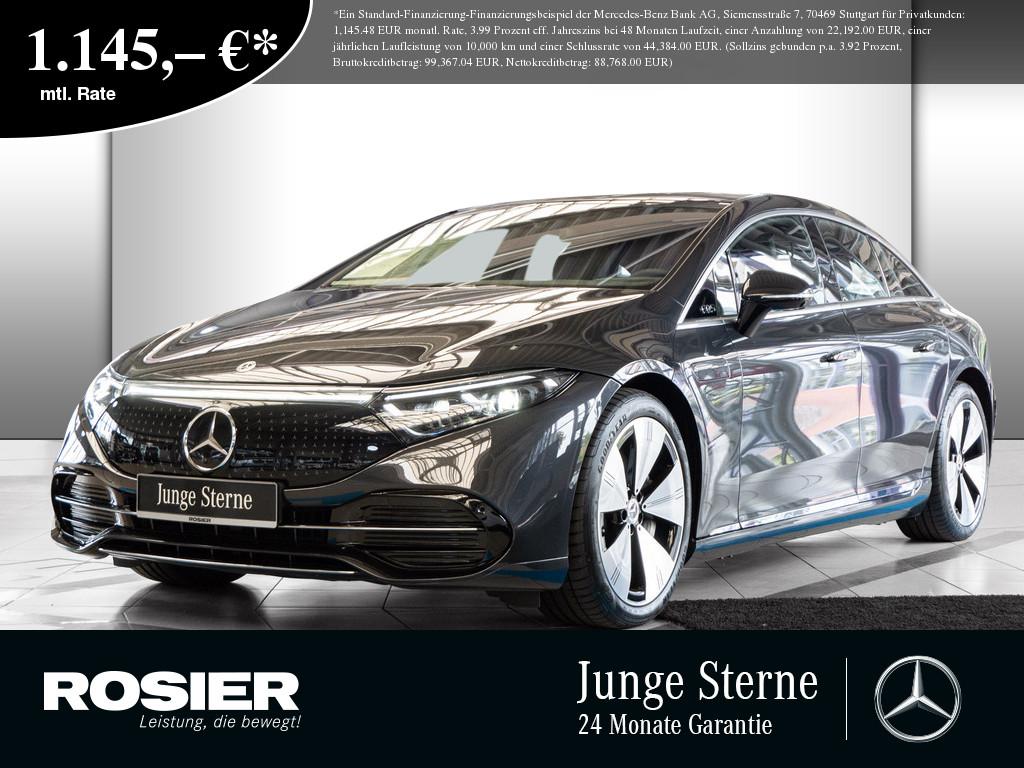 1.145,– €*
mtl. Rate
*Ein Standard-Finanzierung-Finanzierungsbeispiel der Mercedes-Benz Bank AG, Siemensstraße 7, 70469 Stuttgart für Privatkunden:
1,145.48 EUR monatl. Rate, 3.99 Prozent eff. Jahreszins bei 48 Monaten Laufzeit, einer Anzahlung von 22,192.00 EUR, einer
jährlichen Laufleistung von 10,000 km und einer Schlussrate von 44,384.00 EUR. (Sollzins gebunden p.a. 3.92 Prozent,
Bruttokreditbetrag: 99,367.04 EUR, Nettokreditbetrag: 88,768.00 EUR)
EQS
GOODYEAR
Junge Sterne
ROSIER
ROSIER
Leistung, die bewegt!
Junge Sterne
24 Monate Garantie